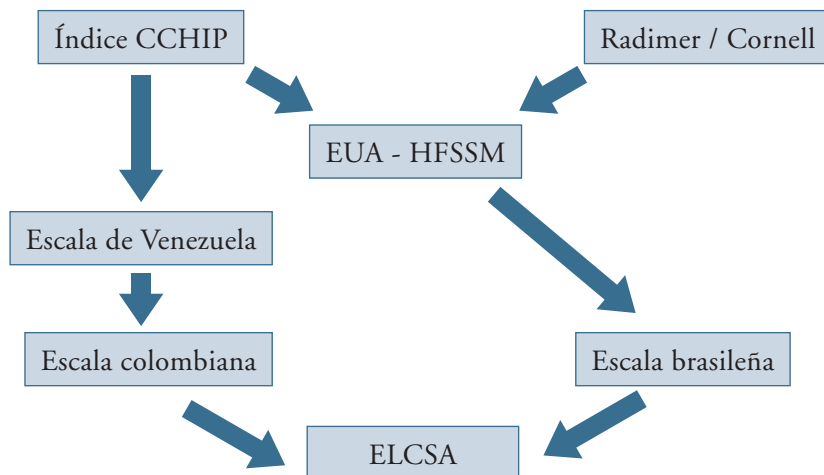 Índice CCHIP
Radimer / Cornell
EUA - HFSSM
Escala de Venezuela
Escala colombiana
Escala brasileña
ELCSA